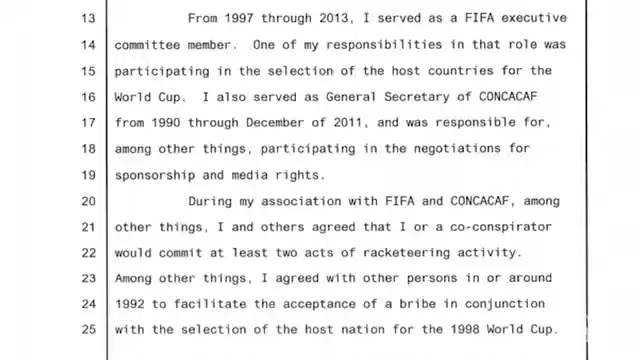 13 From 1997 through 2013, I served as a FIFA executive
14 committee member. One of my responsibilities in that role was
15 participating in the selection of the host countries for the
16 World Cup. I also served as General Secretary of CONCACAF
17 from 1990 through December of 2011, and was responsible for,
18 among other things, participating in the negotiations for
19 sponsorship and media rights.
20 During my association with FIFA and CONCACAF, among
21 other things, I and others agreed that I or a co-conspirator
22 would commit at least two acts of racketeering activity.
23 Among other things, I agreed with other persons in or around
24 1992 to facilitate the acceptance of a bribe in conjunction
25 with the selection of the host nation for the 1998 World Cup.